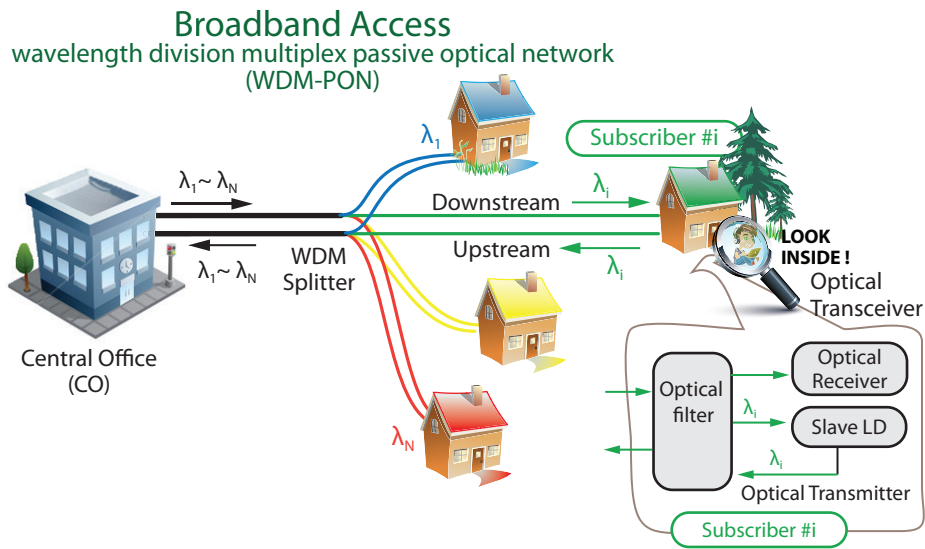 Broadband Access
wavelength division multiplex passive optical network
(WDM-PON)
λ1
Subscriber #i
λ1~ λN
λi
Downstream
Upstream
λi
λ1~ λN
WDM
Splitter
LOOK
INSIDE !
Optical
Transceiver
Central Office
(CO)
λN
Optical
filter
Optical
Receiver
λi
Slave LD
λi
Optical Transmitter
Subscriber #i